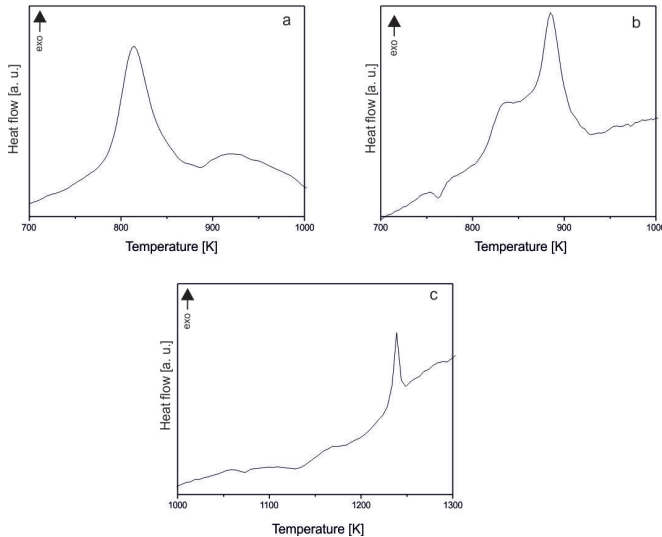 exo
a
Heat flow [a. u.]
700 800 900 1000
Temperature [K]
exo
b
Heat flow [a. u.]
700 800 900 1000
Temperature [K]
exo
c
Heat flow [a. u.]
1000 1100 1200 1300
Temperature [K]